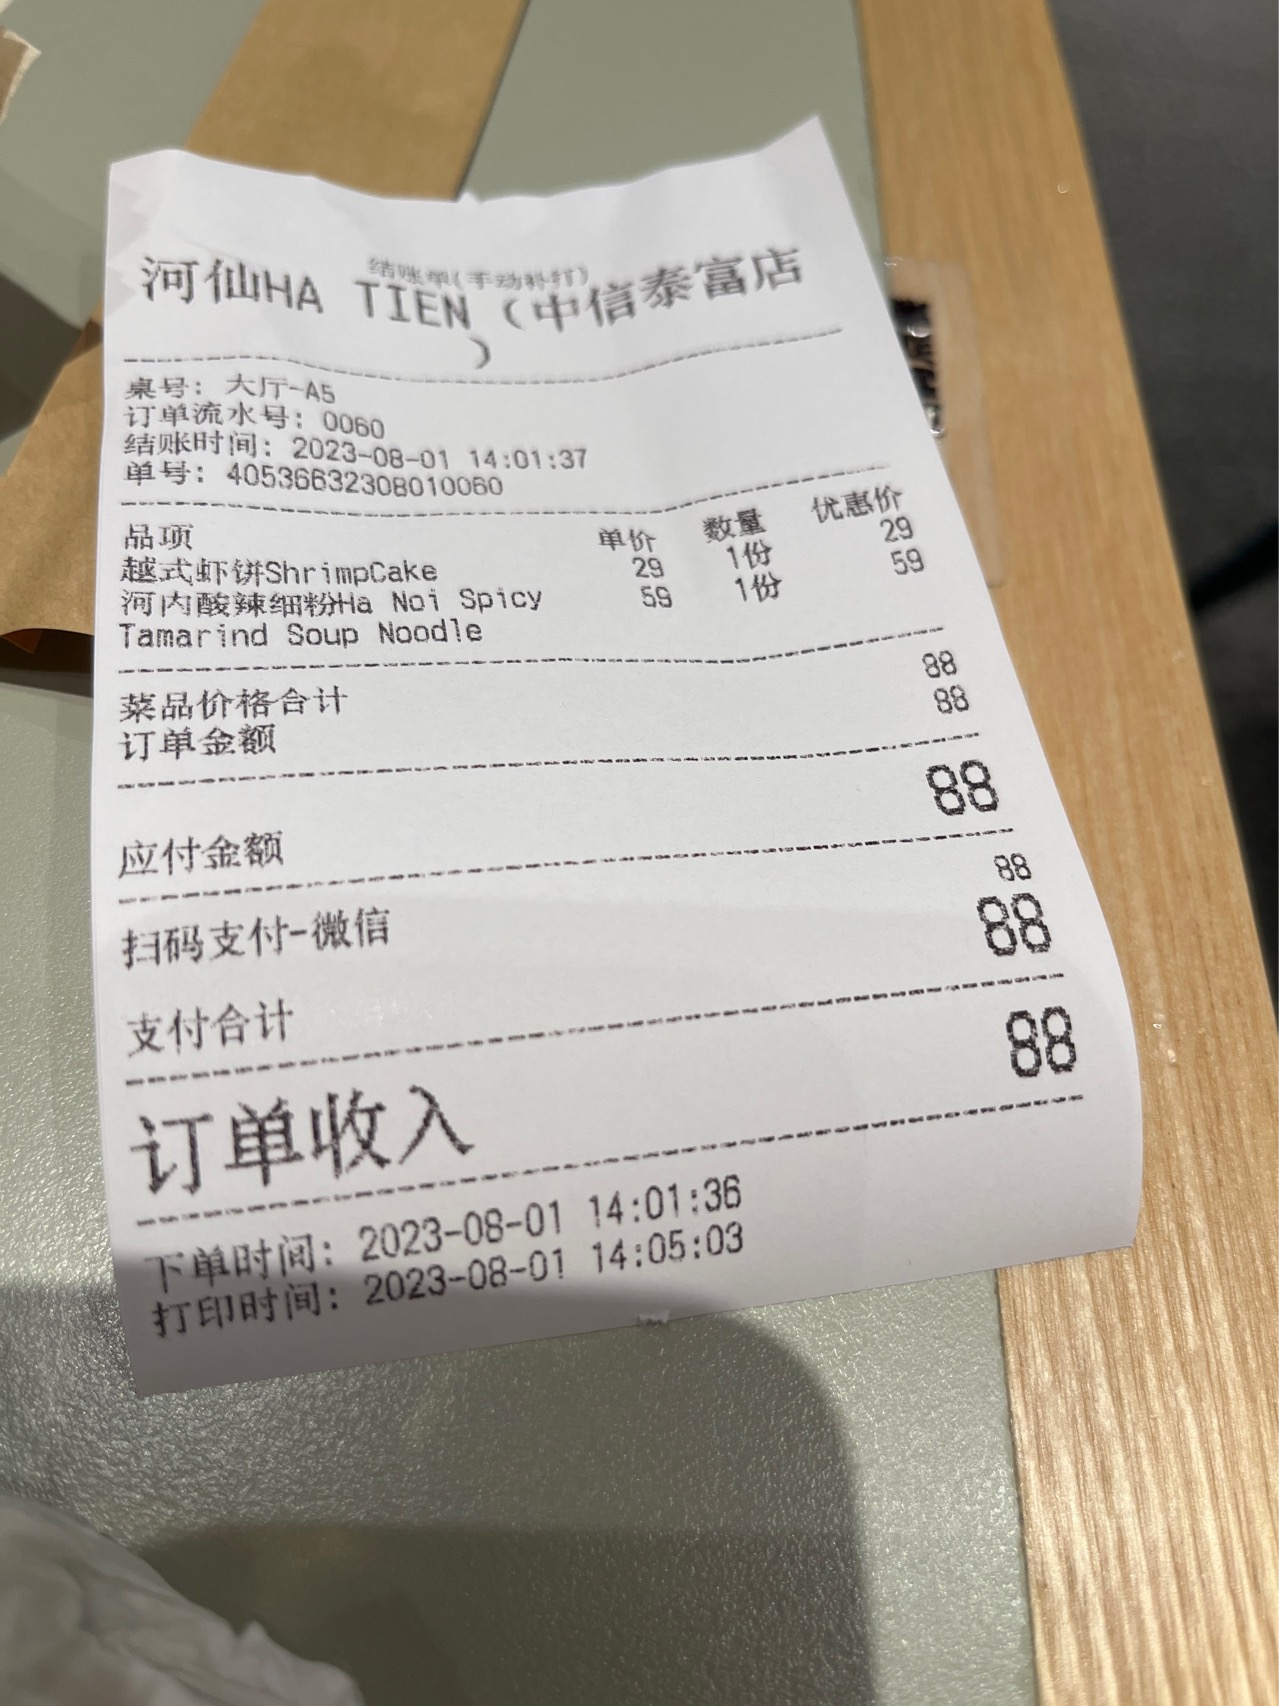 结账单(手动补打)
河仙HA TIEN (中信泰富店
)
桌号: 大厅-A5
订单流水号: 0060
结账时间: 2023-08-01 14:01:37
单号: 40536632308010060
品项 单价 数量 优惠价
越式虾饼ShrimpCake 29 1份 29
河内酸辣细粉Ha Noi Spicy 59 1份 59
Tamarind Soup Noodle
菜品价格合计 88
订单金额 88
应付金额 88
扫码支付-微信 88
支付合计 88
订单收入 88
下单时间: 2023-08-01 14:01:36
打印时间: 2023-08-01 14:05:03